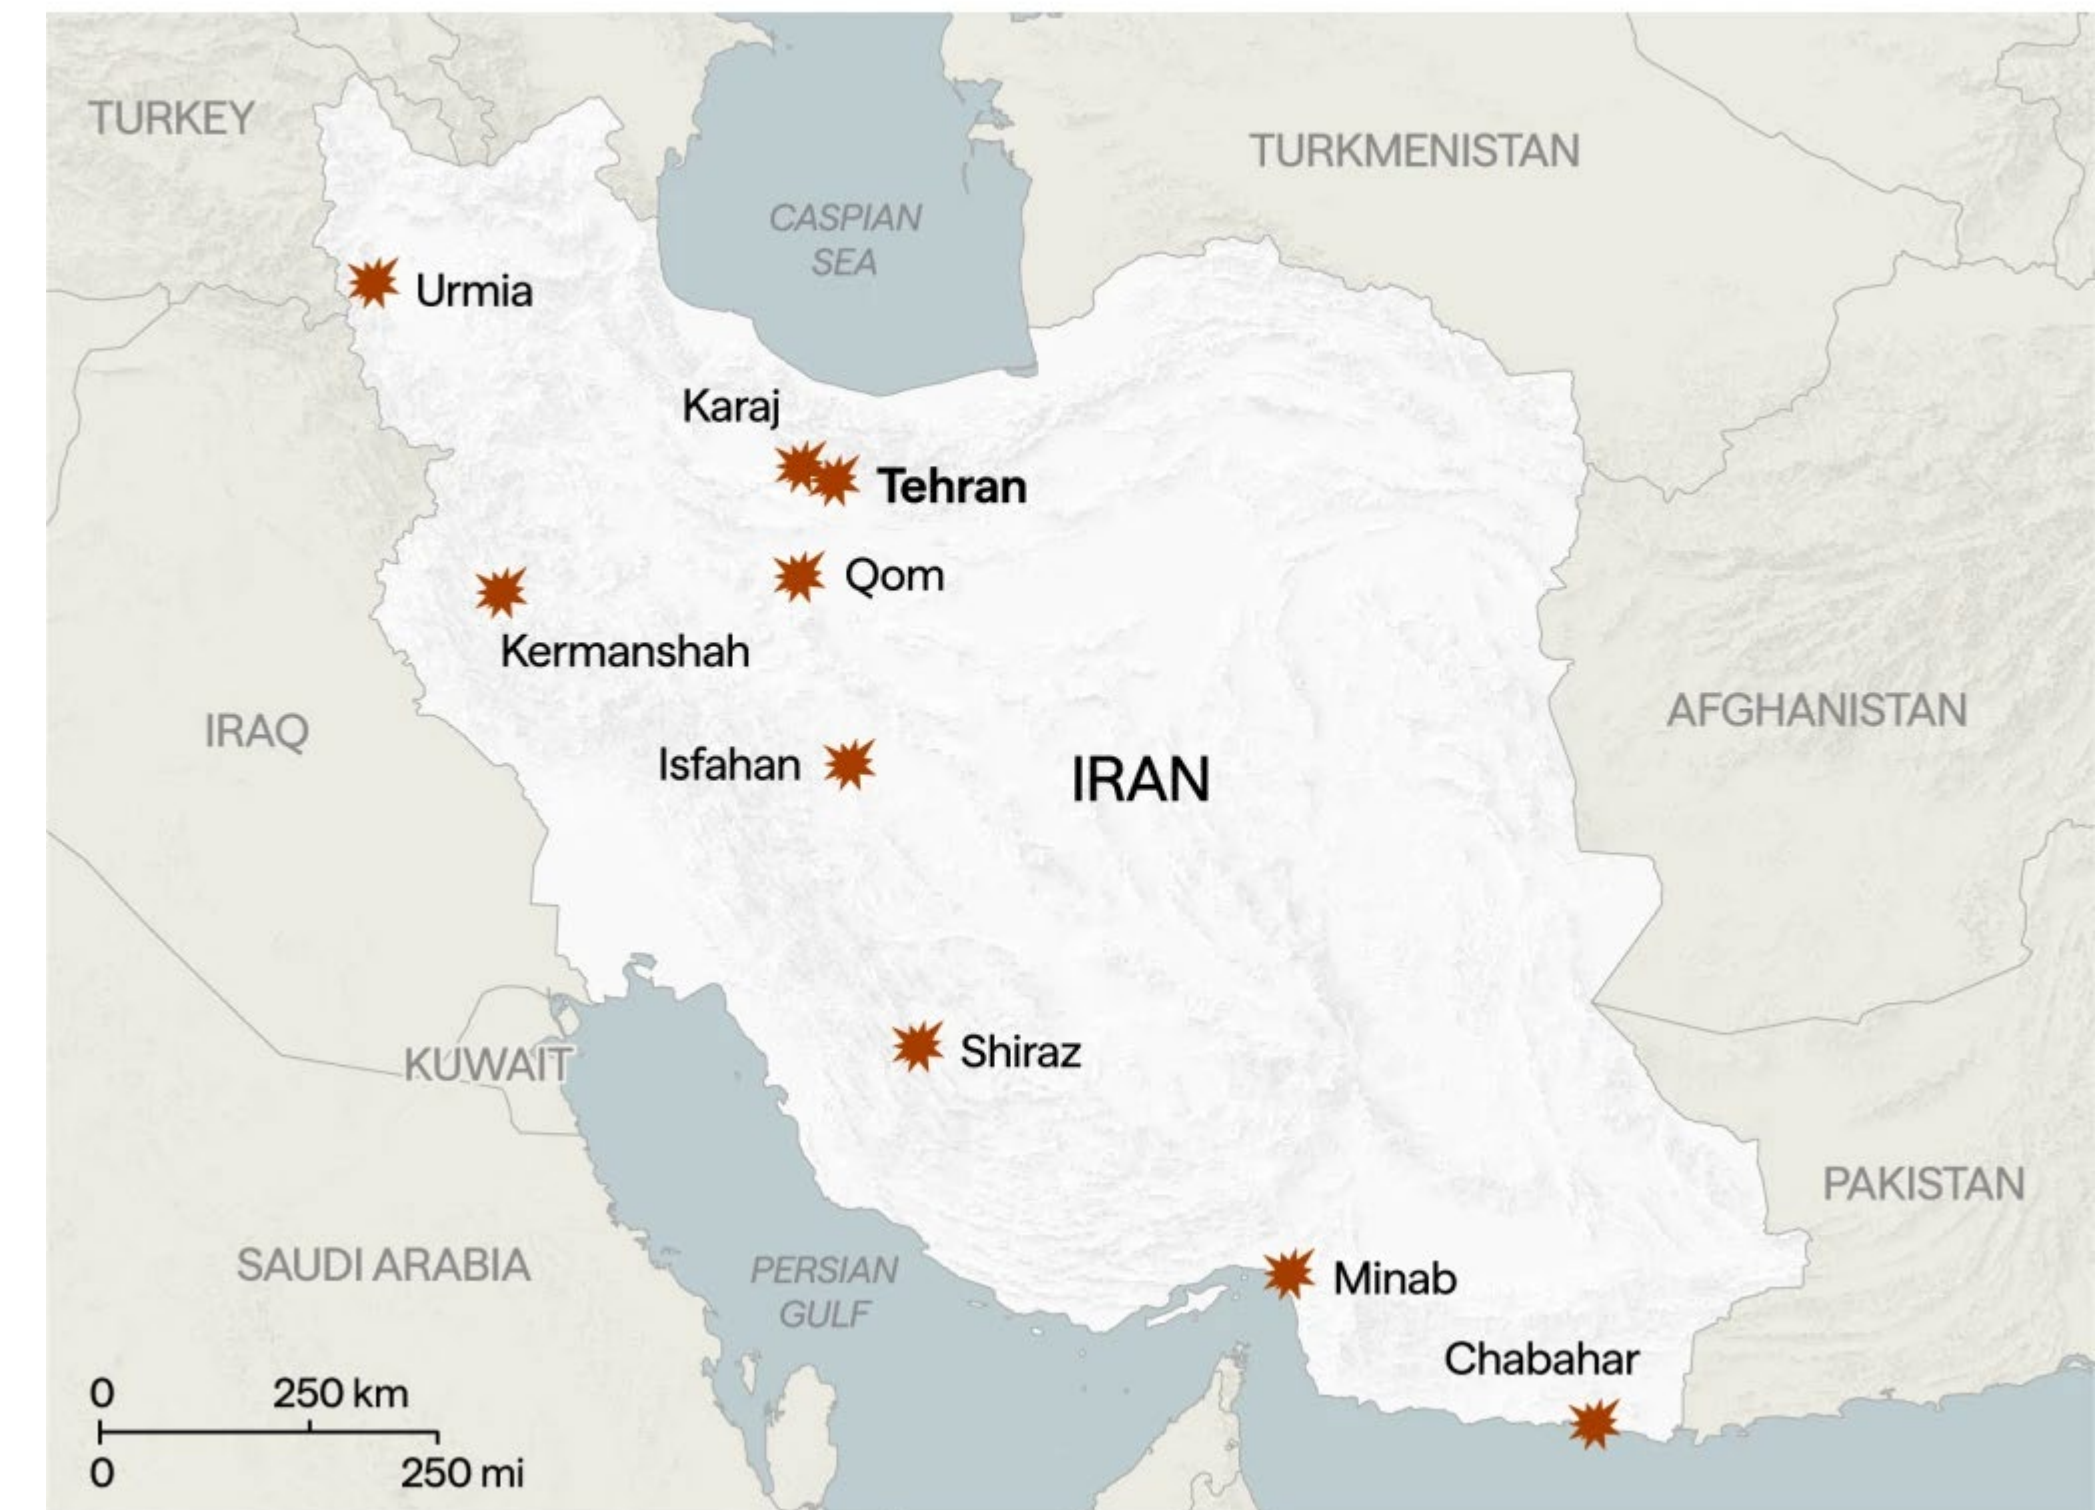 TURKEY
TURKMENISTAN
CASPIAN
SEA
Urmia
Karaj
Tehran
Qom
Kermanshah
AFGHANISTAN
IRAQ
Isfahan
IRAN
Shiraz
KUWAIT
PAKISTAN
SAUDI ARABIA
PERSIAN
GULF
Minab
Chabahar
0 250 km
0 250 mi